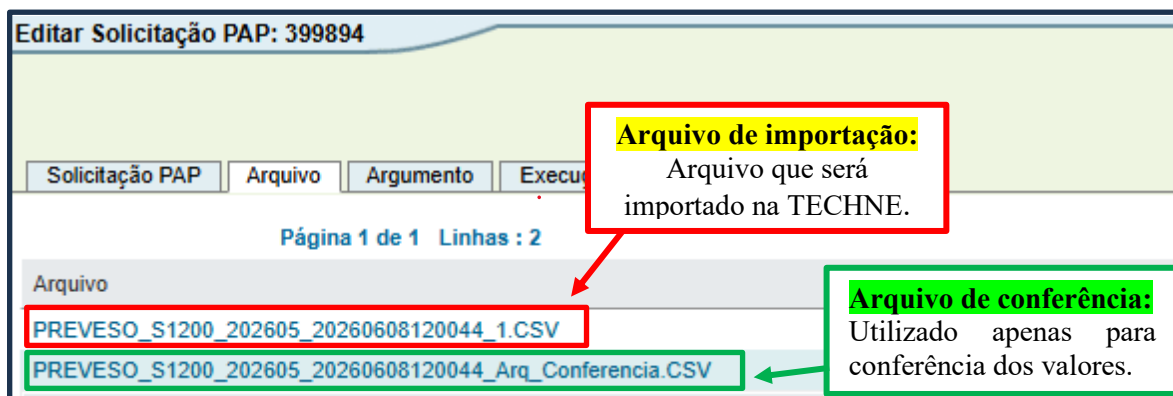 Editar Solicitação PAP: 399894
Arquivo de importação:
Arquivo que será
importado na TECHNE.
Solicitação PAP Arquivo Argumento
Página 1 de 1 Linhas : 2
Arquivo
Arquivo de conferência:
Utilizado apenas para
conferência dos valores.
PREVESO_S1200_202605_20260608120044_1.CSV
PREVESO_S1200_202605_20260608120044_Arq_Conferencia.CSV